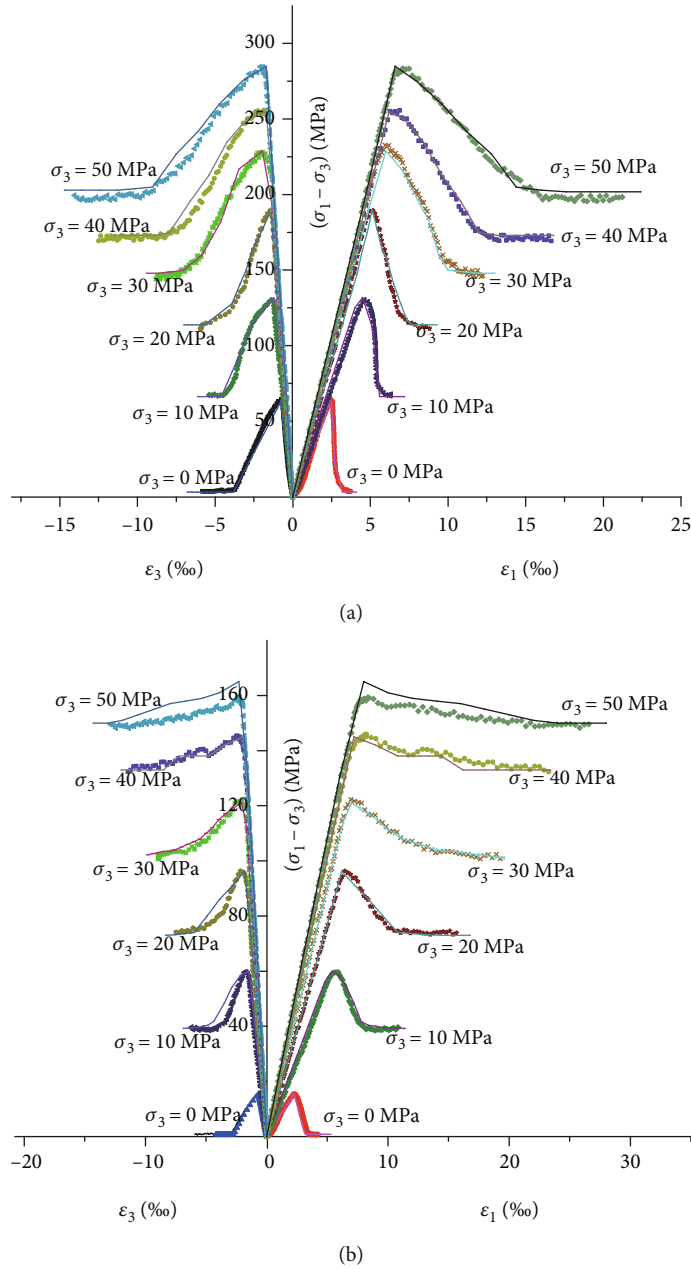 300
250
200
150
100
50
(σ1 − σ3) (MPa)
σ3 = 50 MPa
σ3 = 40 MPa
σ3 = 30 MPa
σ3 = 20 MPa
σ3 = 10 MPa
σ3 = 0 MPa
σ3 = 50 MPa
σ3 = 40 MPa
σ3 = 30 MPa
σ3 = 20 MPa
σ3 = 10 MPa
σ3 = 0 MPa
−15 −10 −5 0 5 10 15 20 25
ε3 (‰) ε1 (‰)
(a)
160
120
80
40
(σ1 − σ3) (MPa)
σ3 = 50 MPa
σ3 = 40 MPa
σ3 = 30 MPa
σ3 = 20 MPa
σ3 = 10 MPa
σ3 = 0 MPa
σ3 = 50 MPa
σ3 = 40 MPa
σ3 = 30 MPa
σ3 = 20 MPa
σ3 = 10 MPa
σ3 = 0 MPa
−20 −10 0 10 20 30
ε3 (‰) ε1 (‰)
(b)